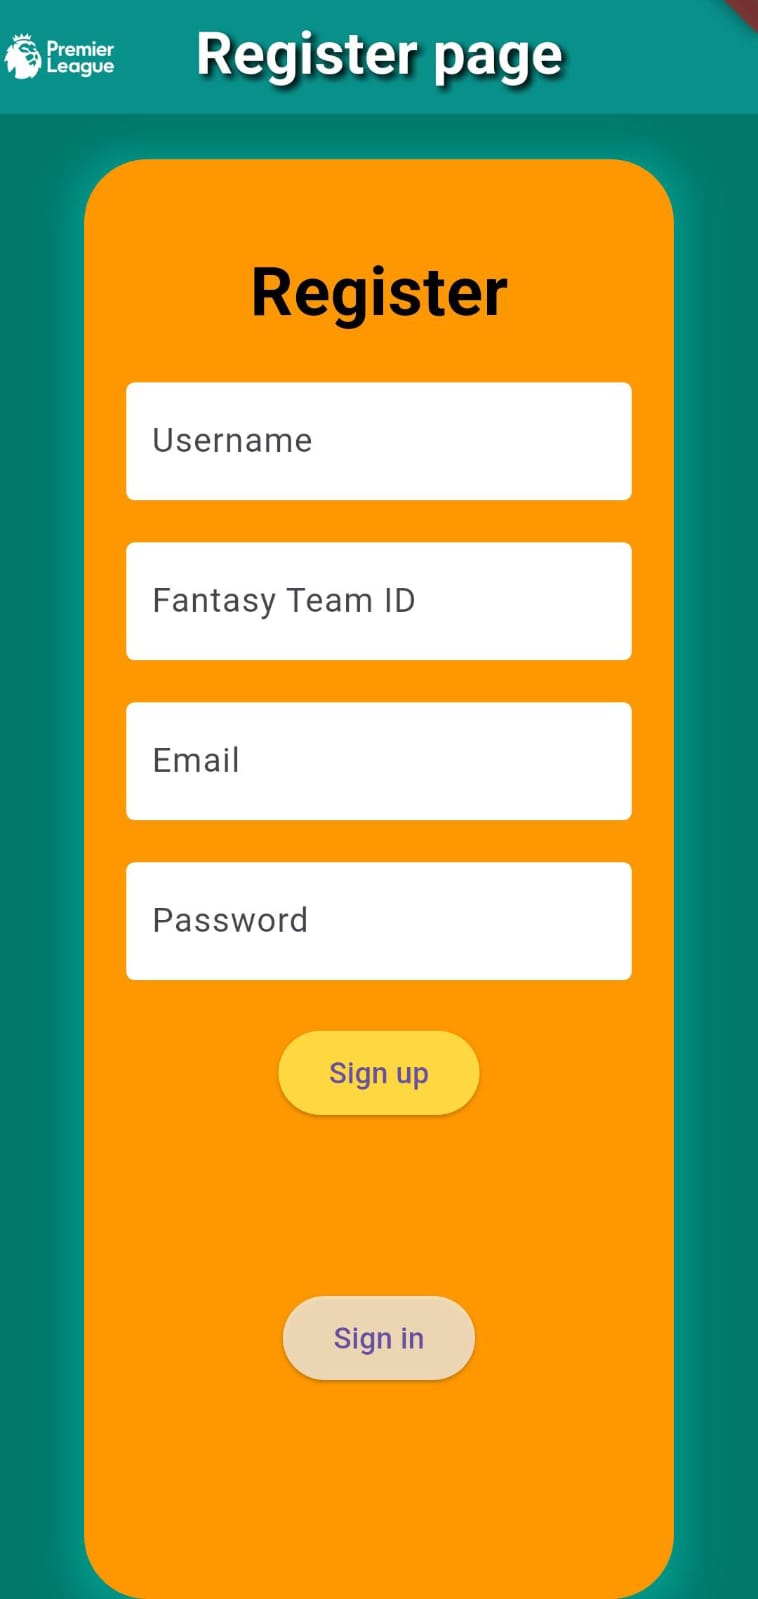 Premier
League
Register page
Register
Username
Fantasy Team ID
Email
Password
Sign up
Sign in